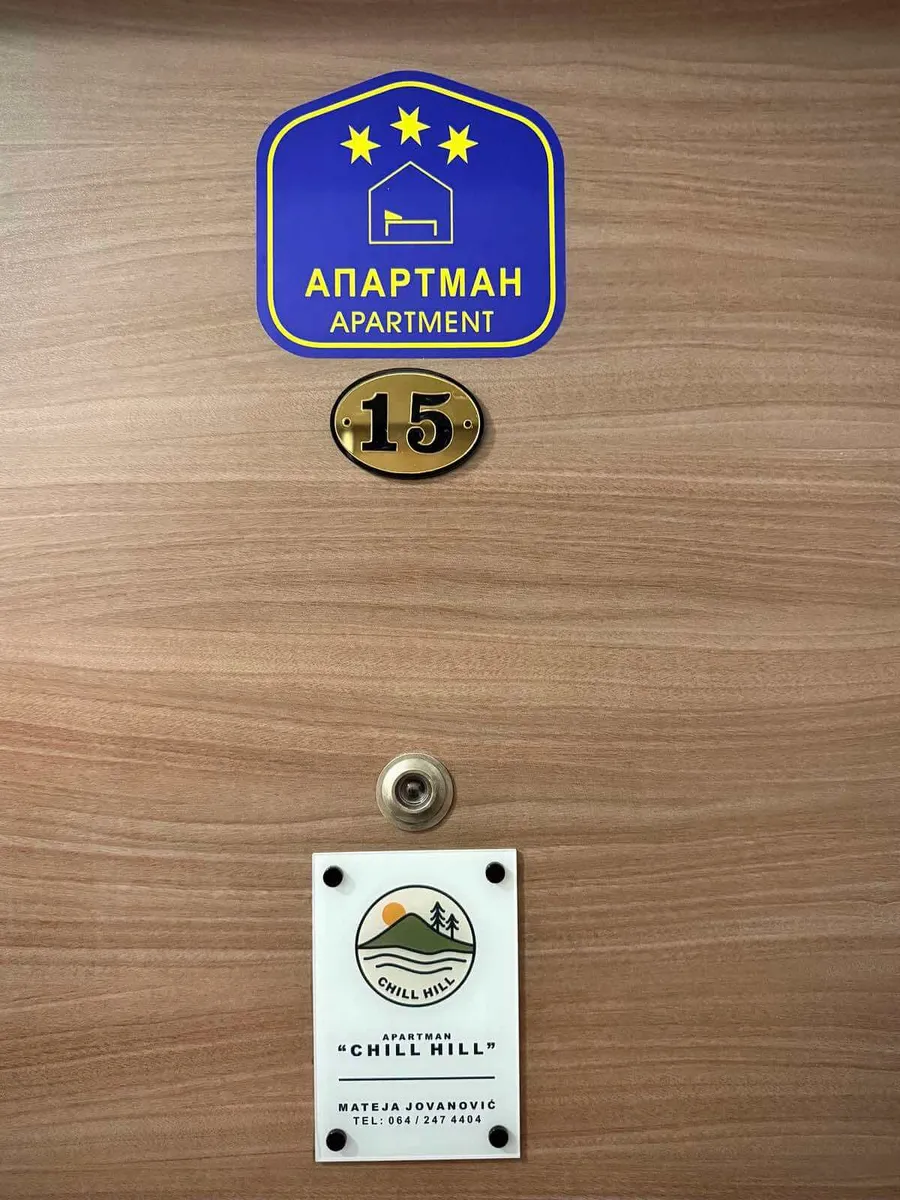 АПАРТМАН
APARTMENT
15
CHILL HILL
APARTMAN
“CHILL HILL”
MATEJA JOVANOVIĆ
TEL: 064 / 247 4404